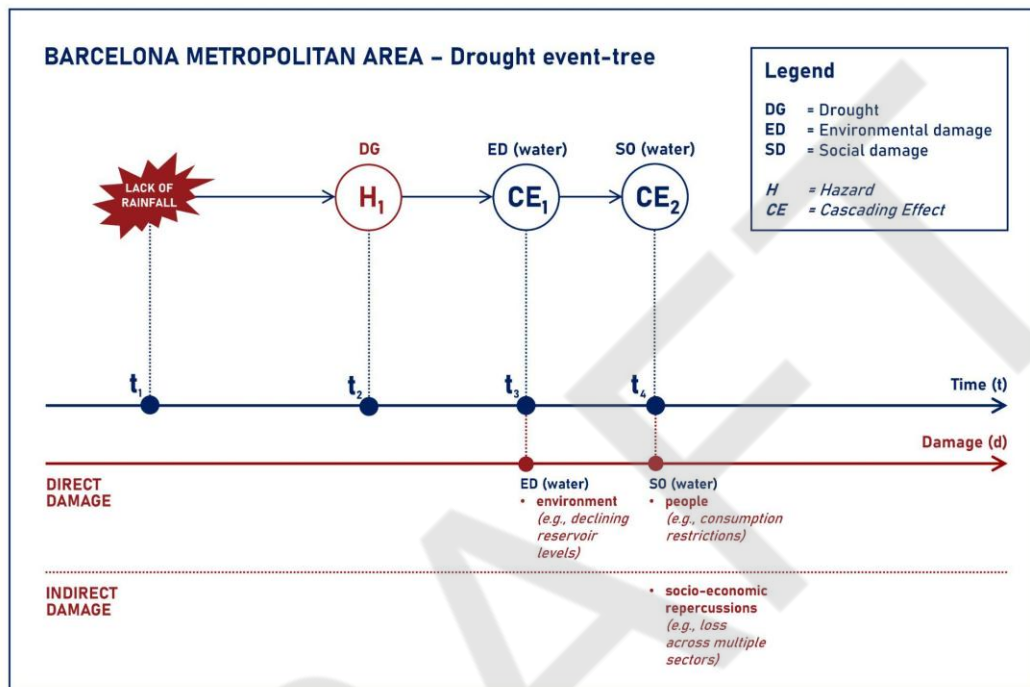 BARCELONA METROPOLITAN AREA – Drought event-tree
Legend
DG = Drought
ED = Environmental damage
SD = Social damage
H = Hazard
CE = Cascading Effect
DG
ED (water)
SO (water)
LACK OF
RAINFALL
H1
CE1
CE2
t1
t2
t3
t4
Time (t)
Damage (d)
DIRECT
DAMAGE
ED (water)
• environment
(e.g., declining
reservoir
levels)
SO (water)
• people
(e.g., consumption
restrictions)
INDIRECT
DAMAGE
• socio-economic
repercussions
(e.g., loss
across multiple
sectors)